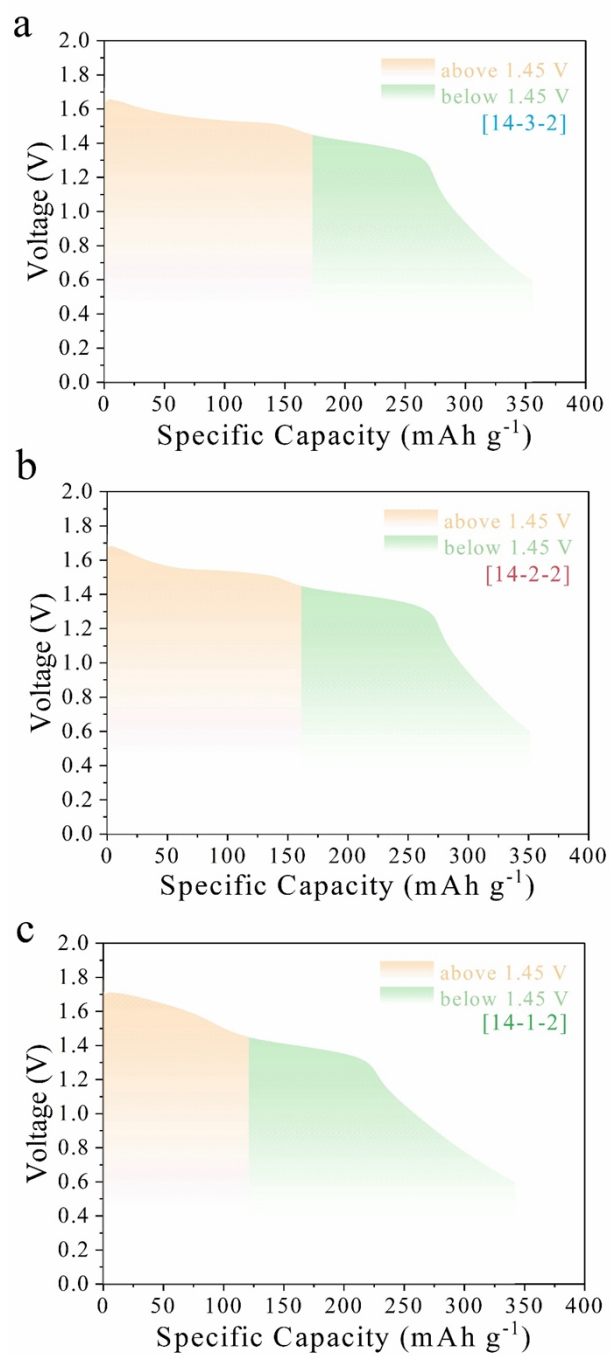 a
2.0
1.8
1.6
1.4
1.2
1.0
0.8
0.6
0.4
0.2
0.0
Voltage (V)
above 1.45 V
below 1.45 V
[14-3-2]
0 50 100 150 200 250 300 350 400
Specific Capacity (mAh g⁻¹)
b
2.0
1.8
1.6
1.4
1.2
1.0
0.8
0.6
0.4
0.2
0.0
Voltage (V)
above 1.45 V
below 1.45 V
[14-2-2]
0 50 100 150 200 250 300 350 400
Specific Capacity (mAh g⁻¹)
c
2.0
1.8
1.6
1.4
1.2
1.0
0.8
0.6
0.4
0.2
0.0
Voltage (V)
above 1.45 V
below 1.45 V
[14-1-2]
0 50 100 150 200 250 300 350 400
Specific Capacity (mAh g⁻¹)